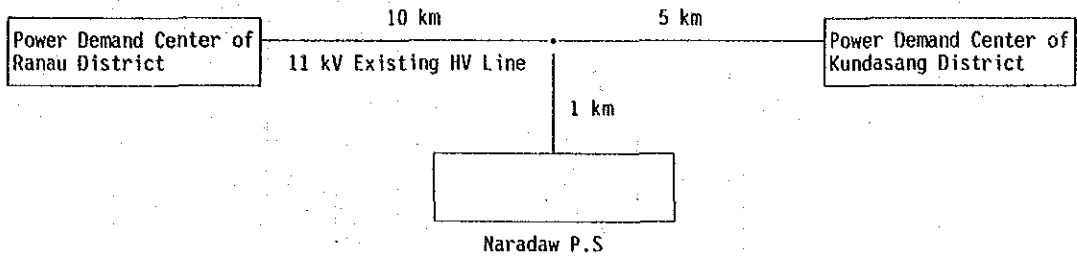 10 km
5 km
Power Demand Center of
Ranau District
11 kV Existing HV Line
Power Demand Center of
Kundasang District
1 km
Naradaw P.S